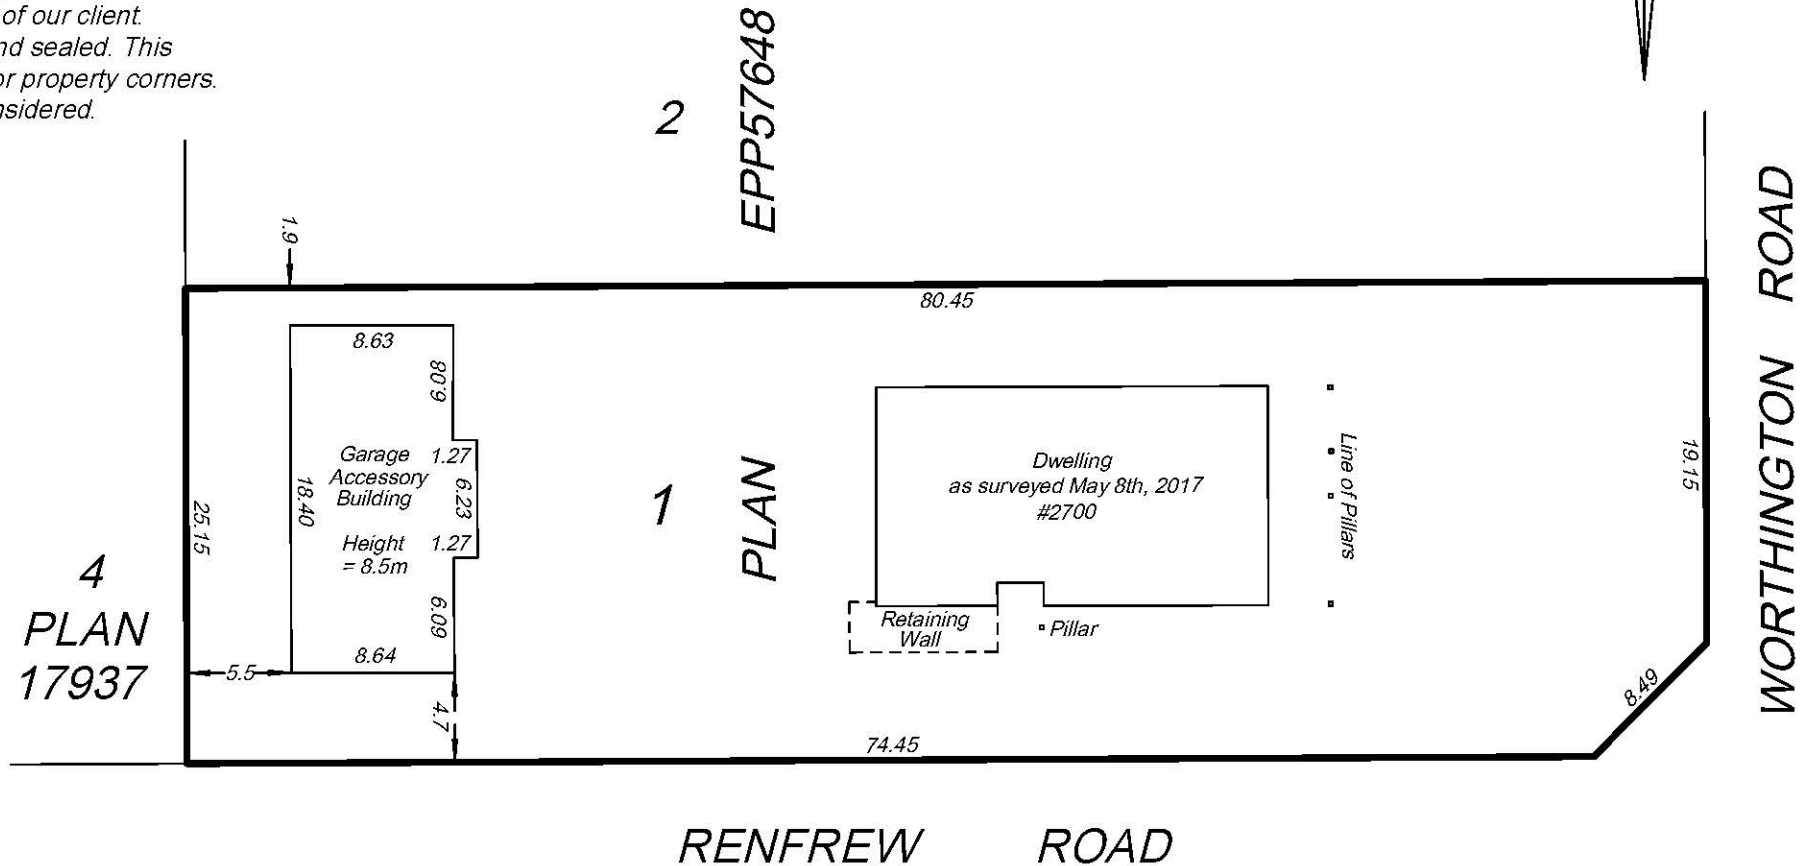 of our client.
nd sealed. This
or property corners.
nsidered.
2
EPP57648
1.9
80.45
8.63
6.08
Garage
Accessory
Building
1.27
6.23
18.40
Height
= 8.5m
1.27
6.09
8.64
25.15
5.5
4.7
4
PLAN
17937
1
PLAN
Dwelling
as surveyed May 8th, 2017
#2700
Retaining
Wall
Pillar
Line of Pillars
19.15
8.49
74.45
WORTHINGTON ROAD
RENFREW ROAD